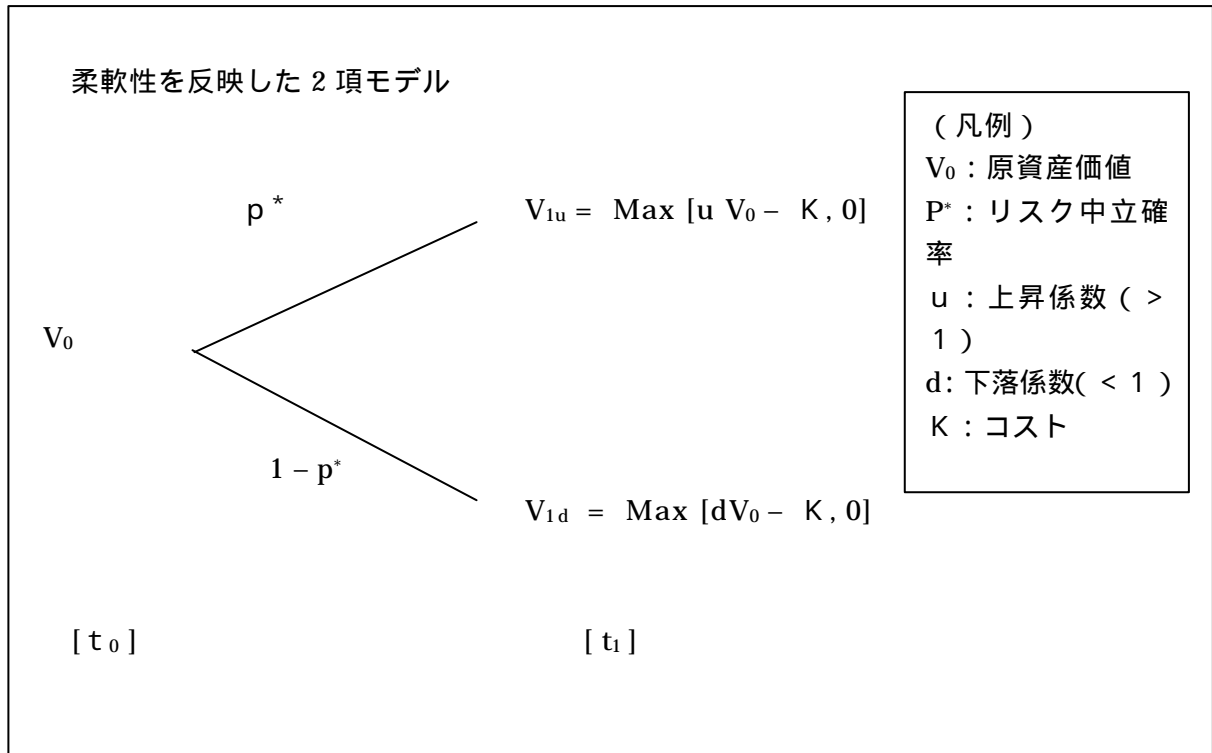 柔軟性を反映した 2 項モデル
(凡例)
V₀：原資産価値
P*：リスク中立確
率
u：上昇係数(>
1)
d:下落係数(<1)
K：コスト
p*
V₁u = Max [u V₀ – K, 0]
V₀
1 – p*
V₁d = Max [dV₀ – K, 0]
[t₀]
[t₁]